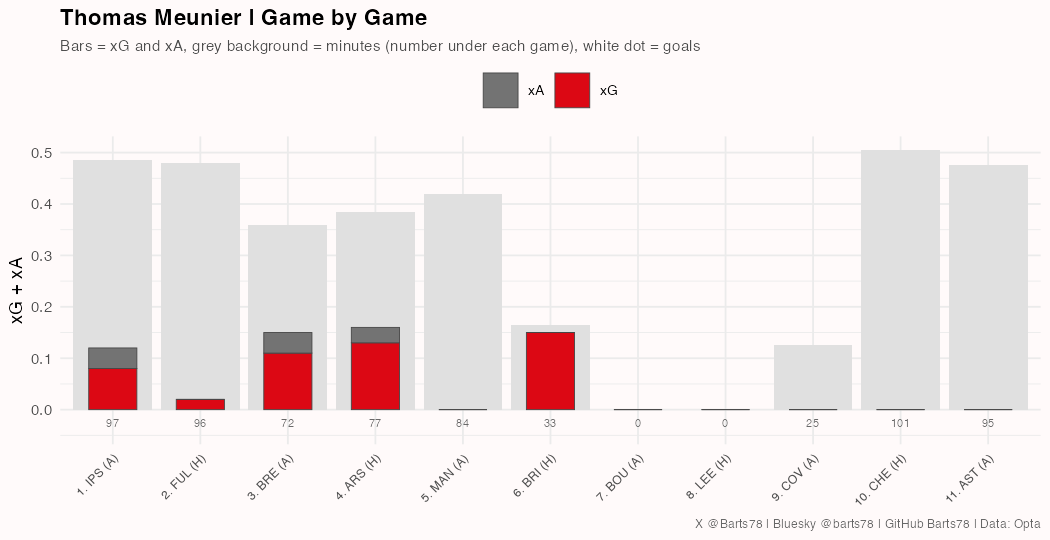 Thomas Meunier | Game by Game
Bars = xG and xA, grey background = minutes (number under each game), white dot = goals
xA xG
xG + xA
0.5
0.4
0.3
0.2
0.1
0.0
97 96 72 77 84 33 0 0 25 101 95
1. IPS (A) 2. FUL (H) 3. BRE (A) 4. ARS (H) 5. MAN (A) 6. BRI (H) 7. BOU (A) 8. LEE (H) 9. COV (A) 10. CHE (H) 11. AST (A)
X @Barts78 | Bluesky @barts78 | GitHub Barts78 | Data: Opta